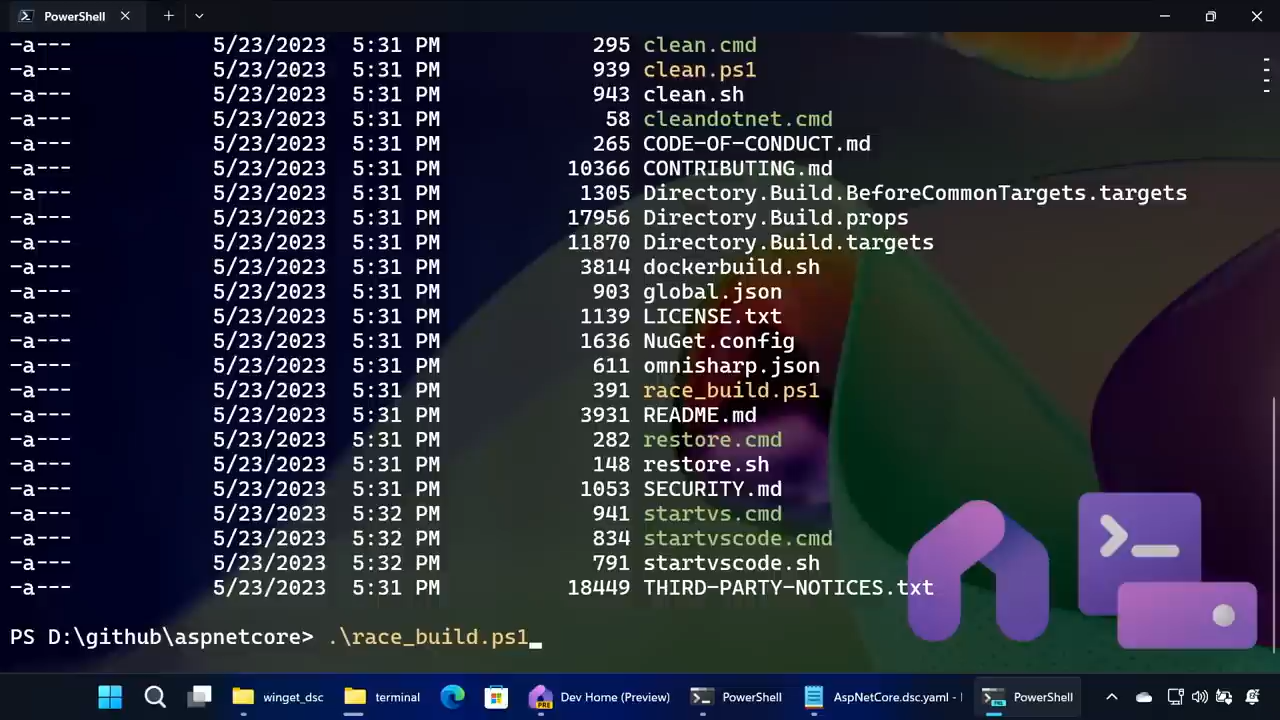 PowerShell
-a--- 5/23/2023 5:31 PM 295 clean.cmd
-a--- 5/23/2023 5:31 PM 939 clean.ps1
-a--- 5/23/2023 5:31 PM 943 clean.sh
-a--- 5/23/2023 5:31 PM 58 cleandotnet.cmd
-a--- 5/23/2023 5:31 PM 265 CODE-OF-CONDUCT.md
-a--- 5/23/2023 5:31 PM 10366 CONTRIBUTING.md
-a--- 5/23/2023 5:31 PM 1305 Directory.Build.BeforeCommonTargets.targets
-a--- 5/23/2023 5:31 PM 17956 Directory.Build.props
-a--- 5/23/2023 5:31 PM 11870 Directory.Build.targets
-a--- 5/23/2023 5:31 PM 3814 dockerbuild.sh
-a--- 5/23/2023 5:31 PM 903 global.json
-a--- 5/23/2023 5:31 PM 1139 LICENSE.txt
-a--- 5/23/2023 5:31 PM 1636 NuGet.config
-a--- 5/23/2023 5:31 PM 611 omnisharp.json
-a--- 5/23/2023 5:31 PM 391 race_build.ps1
-a--- 5/23/2023 5:31 PM 3931 README.md
-a--- 5/23/2023 5:31 PM 282 restore.cmd
-a--- 5/23/2023 5:31 PM 148 restore.sh
-a--- 5/23/2023 5:31 PM 1053 SECURITY.md
-a--- 5/23/2023 5:32 PM 941 startvs.cmd
-a--- 5/23/2023 5:32 PM 834 startvscode.cmd
-a--- 5/23/2023 5:32 PM 791 startvscode.sh
-a--- 5/23/2023 5:31 PM 18449 THIRD-PARTY-NOTICES.txt
PS D:\github\aspnetcore> .\race_build.ps1
winget_dsc terminal PRE Dev Home (Preview) PowerShell AspNetCore.dsc.yaml - PRE PowerShell